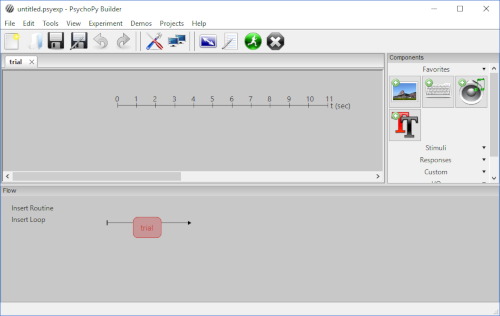 untitled.psyexp - PsychoPy Builder
File Edit Tools View Experiment Demos Projects Help
trial
Components
Favorites
0 1 2 3 4 5 6 7 8 9 10 11
t (sec)
Stimuli
Responses
Custom
Flow
Insert Routine
Insert Loop
trial